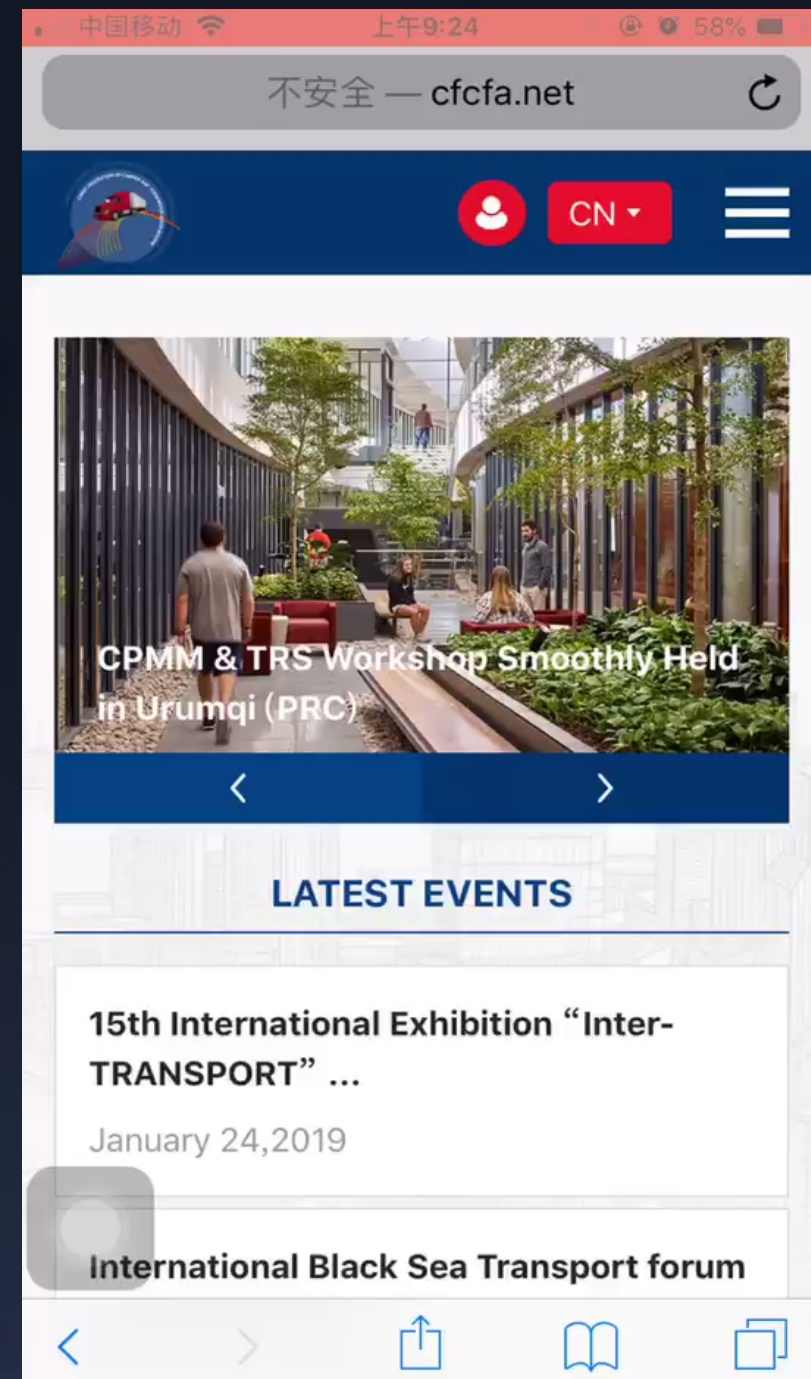 中国移动 上午9:24 58%
不安全 — cfcfa.net
CN
CPMM & TRS Workshop Smoothly Held
in Urumqi (PRC)
LATEST EVENTS
15th International Exhibition “Inter-
TRANSPORT” ...
January 24,2019
International Black Sea Transport forum